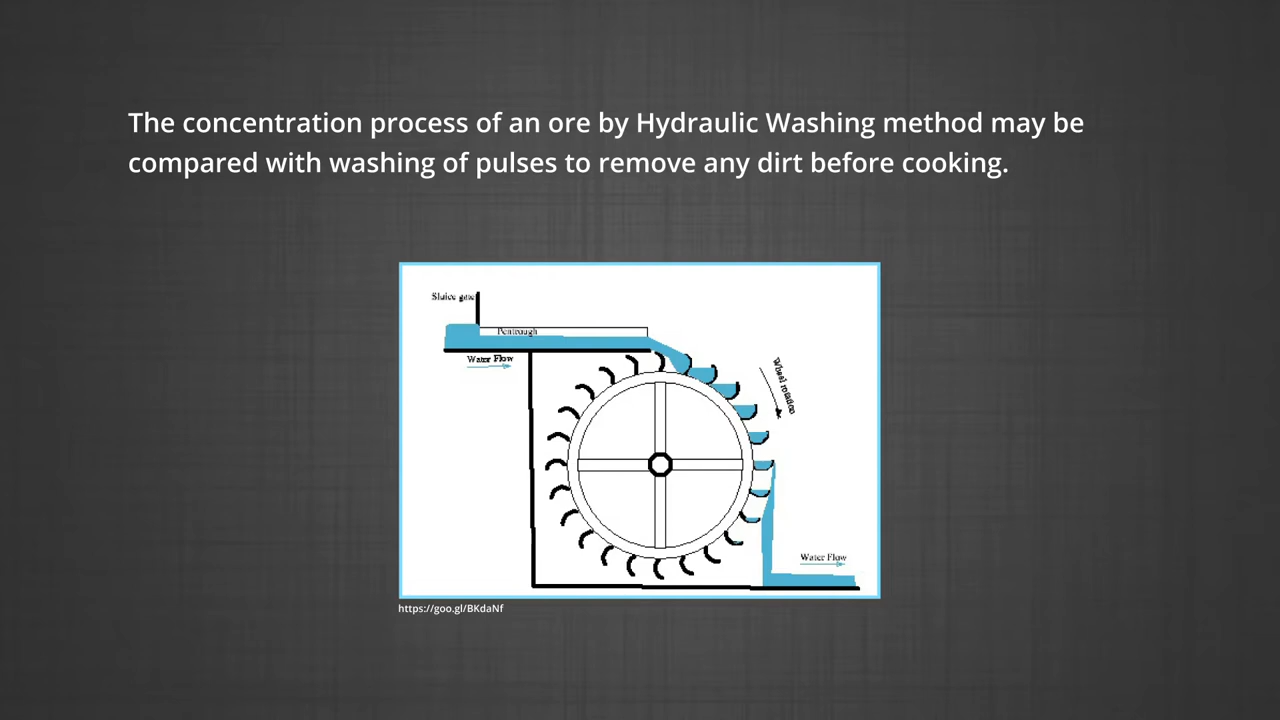 The concentration process of an ore by Hydraulic Washing method may be
compared with washing of pulses to remove any dirt before cooking.
Sluice gate
Pentrough
Water Flow
Wheel rotation
Water Flow
https://goo.gl/BKdaNf